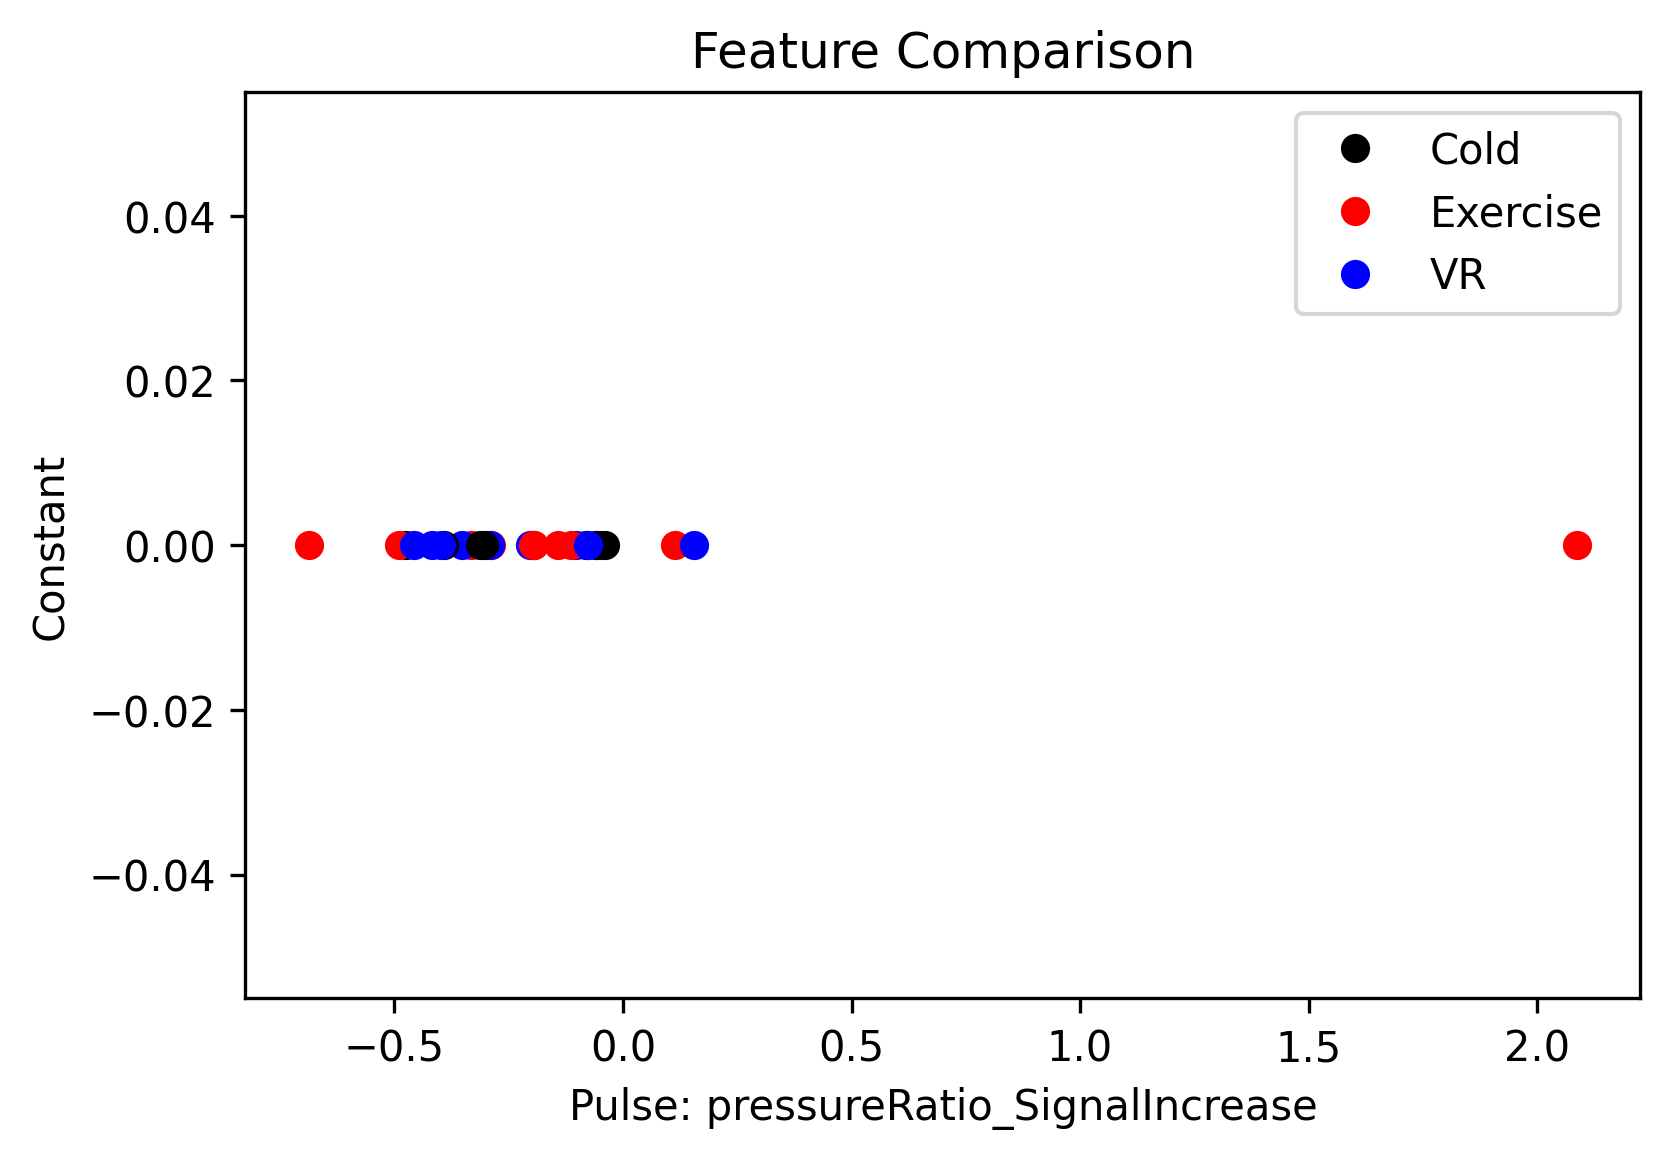 Feature Comparison
Cold
Exercise
VR
0.04
0.02
0.00
−0.02
−0.04
Constant
−0.5
0.0
0.5
1.0
1.5
2.0
Pulse: pressureRatio_SignalIncrease